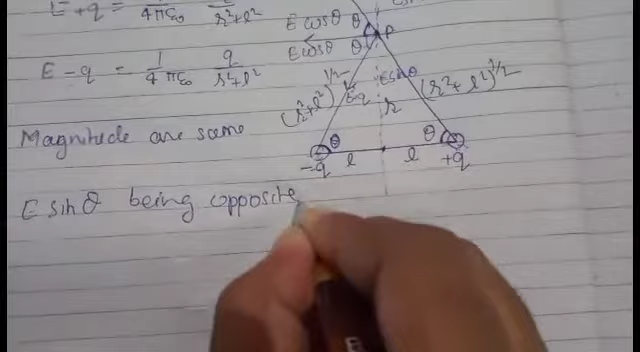 E+q = 1/4πε₀ q/r²+l²
E cosθ θ P
E cosθ θ
E-q = 1/4πε₀ q/r²+l²
E sinθ
(r²+l²)^1/2 E-q r (r²+l²)^1/2
Magnitude are same
θ θ
-q l l +q
E sinθ being opposite